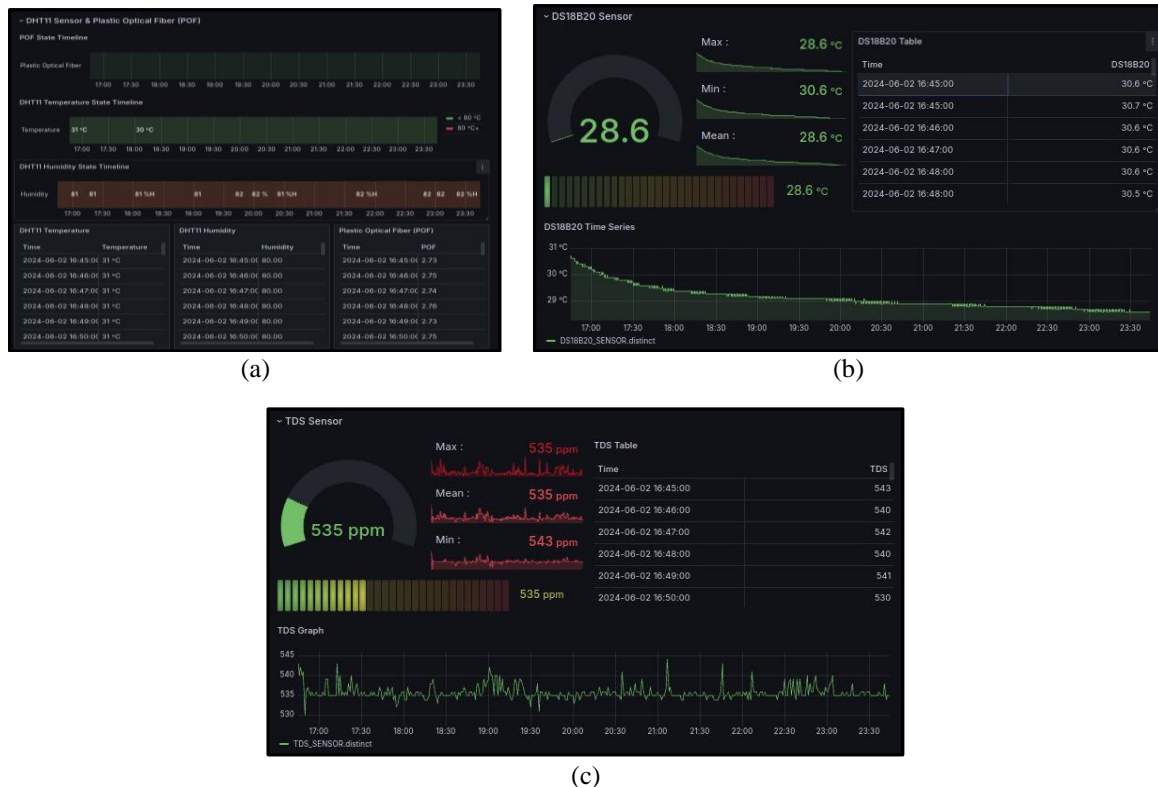 DHT11 Sensor & Plastic Optical Fiber (POF)
POF State Timeline
Plastic Optical Fiber
17:00 17:30 18:00 18:30 19:00 19:30 20:00 20:30 21:00 21:30 22:00 22:30 23:00 23:30
DHT11 Temperature State Timeline
Temperature 31 °C 30 °C
< 80 °C
80 °C+
17:00 17:30 18:00 18:30 19:00 19:30 20:00 20:30 21:00 21:30 22:00 22:30 23:00 23:30
DHT11 Humidity State Timeline
Humidity 81 81 81 %H 81 82 82 % 81 %H 82 %H 82 82 82 %H
17:00 17:30 18:00 18:30 19:00 19:30 20:00 20:30 21:00 21:30 22:00 22:30 23:00 23:30
DHT11 Temperature
Time Temperature
2024-06-02 16:45:0( 31 °C
2024-06-02 16:46:0( 31 °C
2024-06-02 16:47:0( 31 °C
2024-06-02 16:48:0( 31 °C
2024-06-02 16:49:0( 31 °C
2024-06-02 16:50:0( 31 °C
DHT11 Humidity
Time Humidity
2024-06-02 16:45:0( 80.00
2024-06-02 16:46:0( 80.00
2024-06-02 16:47:0( 80.00
2024-06-02 16:48:0( 80.00
2024-06-02 16:49:0( 80.00
2024-06-02 16:50:0( 80.00
Plastic Optical Fiber (POF)
Time POF
2024-06-02 16:45:0( 2.73
2024-06-02 16:46:0( 2.75
2024-06-02 16:47:0( 2.74
2024-06-02 16:48:0( 2.76
2024-06-02 16:49:0( 2.73
2024-06-02 16:50:0( 2.75
(a)
DS18B20 Sensor
28.6
Max : 28.6 °C
Min : 30.6 °C
Mean : 28.6 °C
28.6 °C
DS18B20 Table
Time DS18B20
2024-06-02 16:45:00 30.6 °C
2024-06-02 16:45:00 30.7 °C
2024-06-02 16:46:00 30.6 °C
2024-06-02 16:47:00 30.6 °C
2024-06-02 16:48:00 30.6 °C
2024-06-02 16:48:00 30.5 °C
DS18B20 Time Series
31 °C
30 °C
29 °C
17:00 17:30 18:00 18:30 19:00 19:30 20:00 20:30 21:00 21:30 22:00 22:30 23:00 23:30
DS18B20_SENSOR.distinct
(b)
TDS Sensor
535 ppm
Max : 535 ppm
Mean : 535 ppm
Min : 543 ppm
535 ppm
TDS Table
Time TDS
2024-06-02 16:45:00 543
2024-06-02 16:46:00 540
2024-06-02 16:47:00 542
2024-06-02 16:48:00 540
2024-06-02 16:49:00 541
2024-06-02 16:50:00 530
TDS Graph
545
540
535
530
17:00 17:30 18:00 18:30 19:00 19:30 20:00 20:30 21:00 21:30 22:00 22:30 23:00 23:30
TDS_SENSOR.distinct
(c)